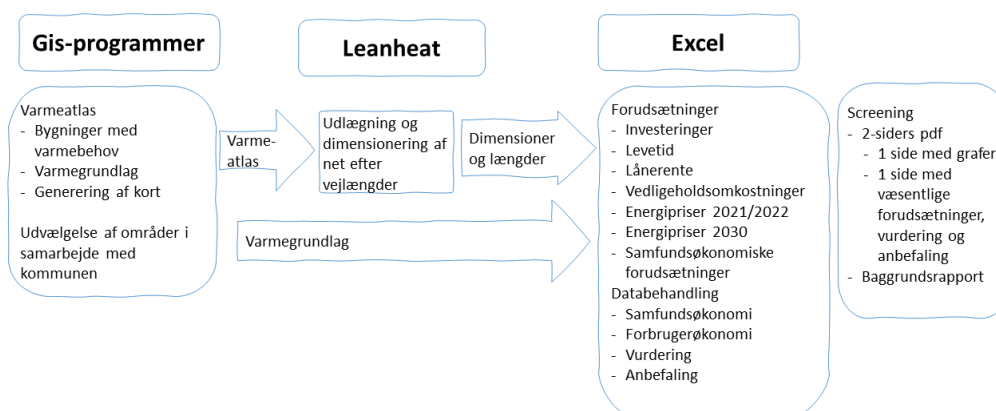 Gis-programmer
Leanheat
Excel
Varmeatlas
- Bygninger med
varmebehov
- Varmegrundlag
- Generering af kort
Udvælgelse af områder i
samarbejde med
kommunen
Varme-
atlas
Udlægning og
dimensionering af
net efter
vejlængder
Dimensioner
og længder
Varmegrundlag
Forudsætninger
- Investeringer
- Levetid
- Lånerente
- Vedligeholdsomkostninger
- Energipriser 2021/2022
- Energipriser 2030
- Samfundsøkonomiske
forudsætninger
Databehandling
- Samfundsøkonomi
- Forbrugerøkonomi
- Vurdering
- Anbefaling
Screening
- 2-siders pdf
- 1 side med grafer
- 1 side med
væsentlige
forudsætninger,
vurdering og
anbefaling
- Baggrundsrapport